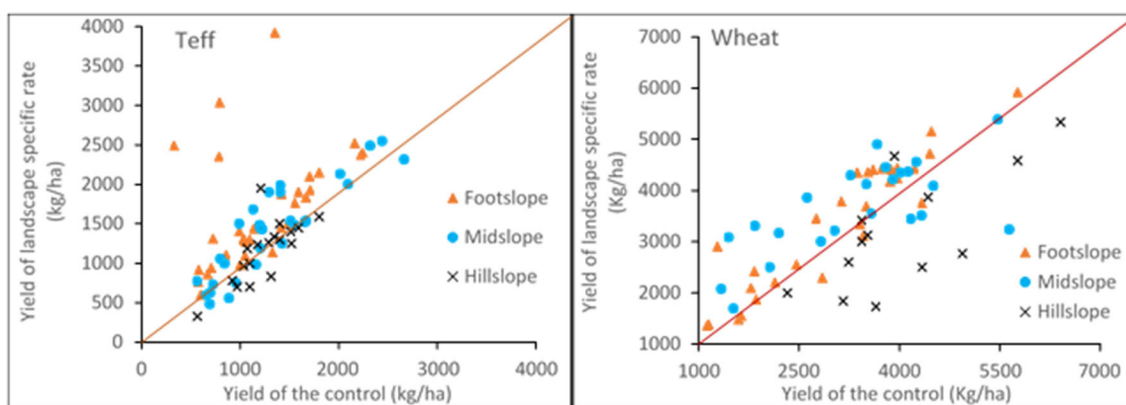 Teff
Yield of landscape specific rate
(kg/ha)
4000
3500
3000
2500
2000
1500
1000
500
0
0 1000 2000 3000 4000
Yield of the control (kg/ha)
Footslope
Midslope
Hillslope
Wheat
Yield of landscape specific rate
(kg/ha)
7000
6000
5000
4000
3000
2000
1000
1000 2500 4000 5500 7000
Yield of the control (Kg/ha)
Footslope
Midslope
Hillslope